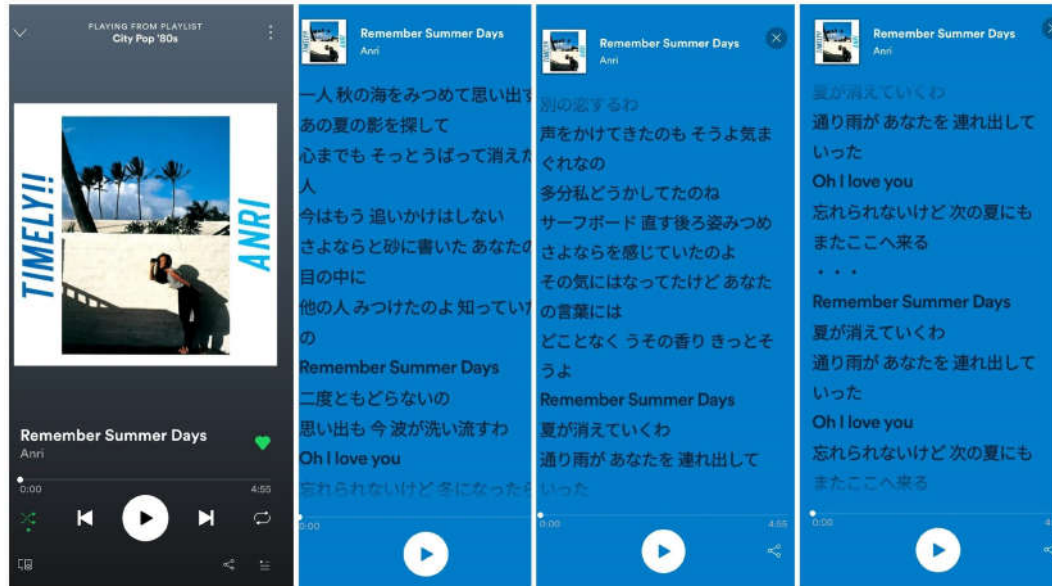 PLAYING FROM PLAYLIST
City Pop '80s
TIMELY!!
ANRI
Remember Summer Days
Anri
0:00
4:55
Remember Summer Days
Anri
一人 秋の海をみつめて思い出す
あの夏の影を探して
心までも そっとうばって消えた
人
今はもう 追いかけはしない
さよならと砂に書いた あなたの
目の中に
他の人 みつけたのよ 知っていた
の
Remember Summer Days
二度ともどらないの
思い出も 今 波が洗い流すわ
Oh I love you
忘れられないけど 冬になったら
0:00
Remember Summer Days
Anri
別の恋するわ
声をかけてきたのも そうよ気ま
ぐれなの
多分私どうかしてたのね
サーフボード 直す後ろ姿みつめ
さよならを感じていたのよ
その気にはなってたけど あなた
の言葉には
どことなく うその香り きっとそ
うよ
Remember Summer Days
夏が消えていくわ
通り雨が あなたを 連れ出して
いった
0:00
4:55
Remember Summer Days
Anri
夏が消えていくわ
通り雨が あなたを 連れ出して
いった
Oh I love you
忘れられないけど 次の夏にも
またここへ来る
・・・
Remember Summer Days
夏が消えていくわ
通り雨が あなたを 連れ出して
いった
Oh I love you
忘れられないけど 次の夏にも
またここへ来る
0:00